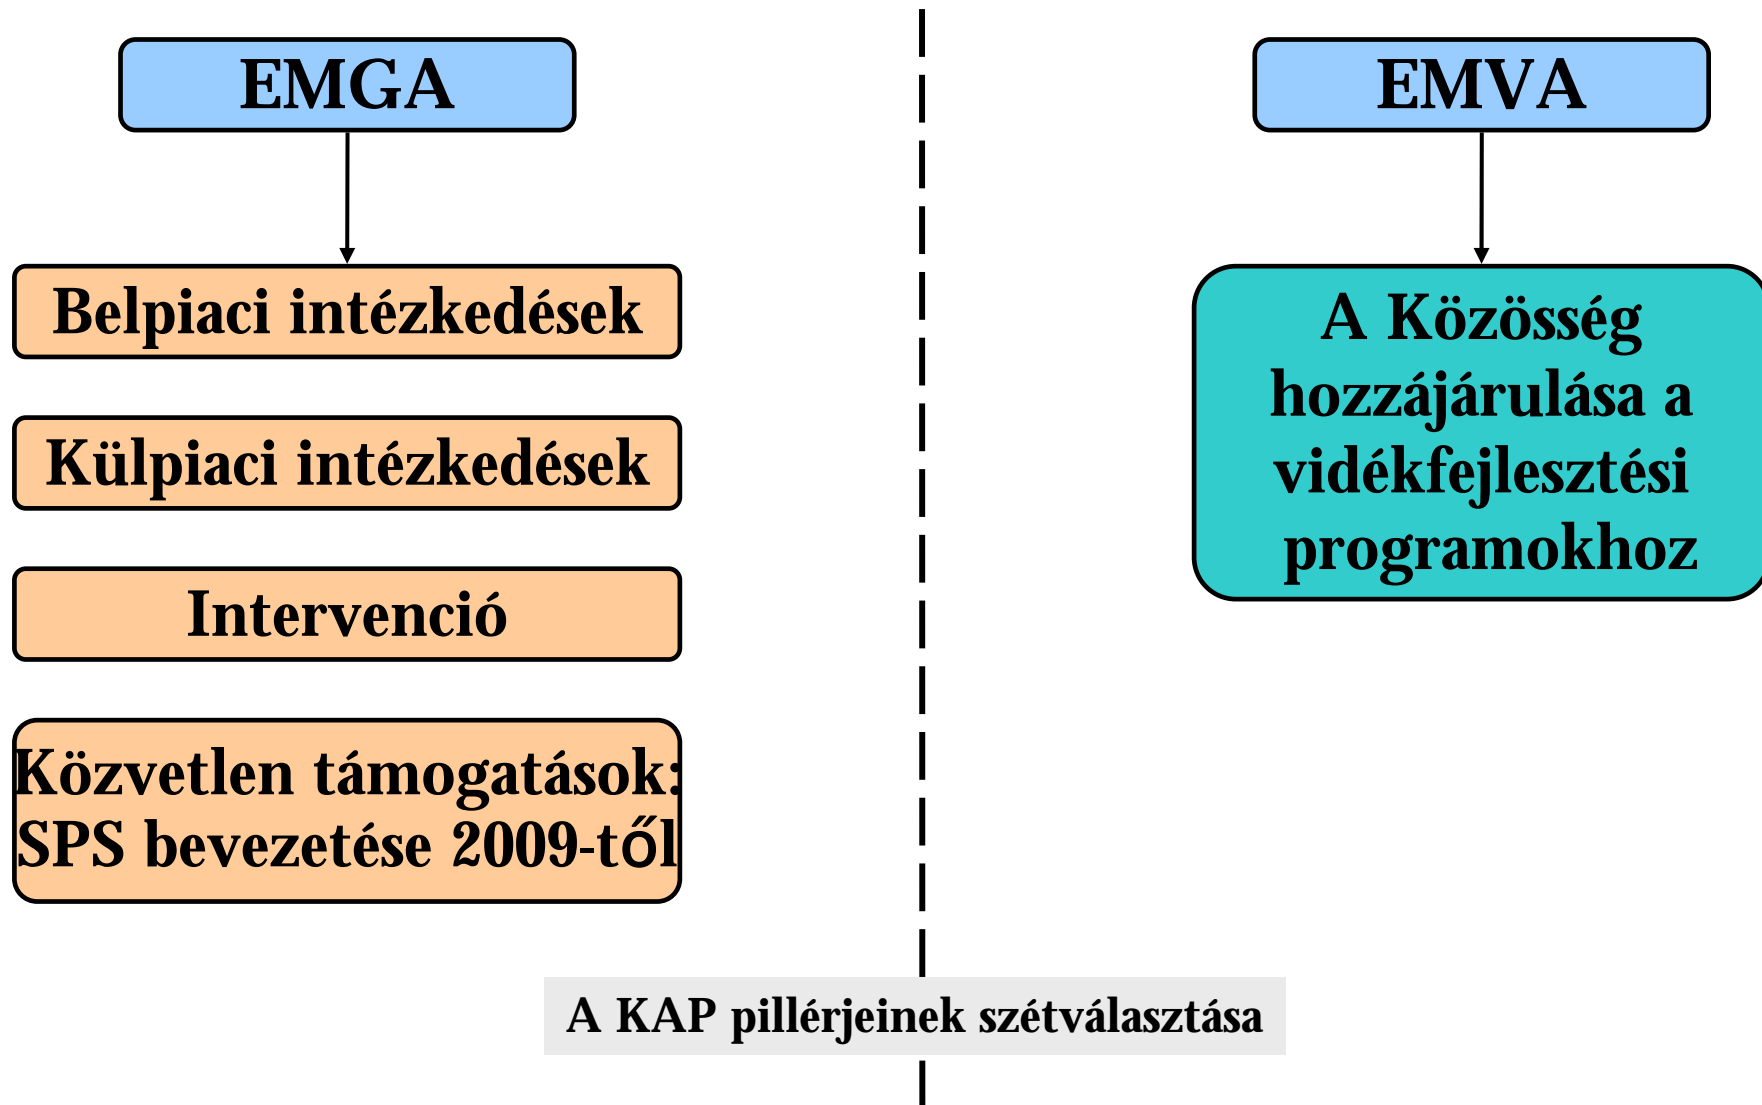 EMGA
Belpiaci intézkedések
Külpiaci intézkedések
Intervenció
Közvetlen támogatások:
SPS bevezetése 2009-től
EMVA
A Közösség
hozzájárulása a
vidékfejlesztési
programokhoz
A KAP pillérjeinek szétválasztása